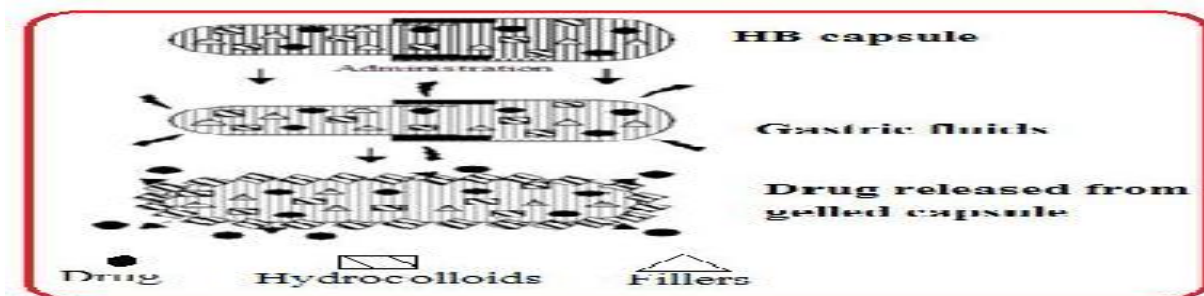 HB capsule
Administration
Gastric fluids
Drug released from
gelled capsule
Drug Hydrocolloids Fillers